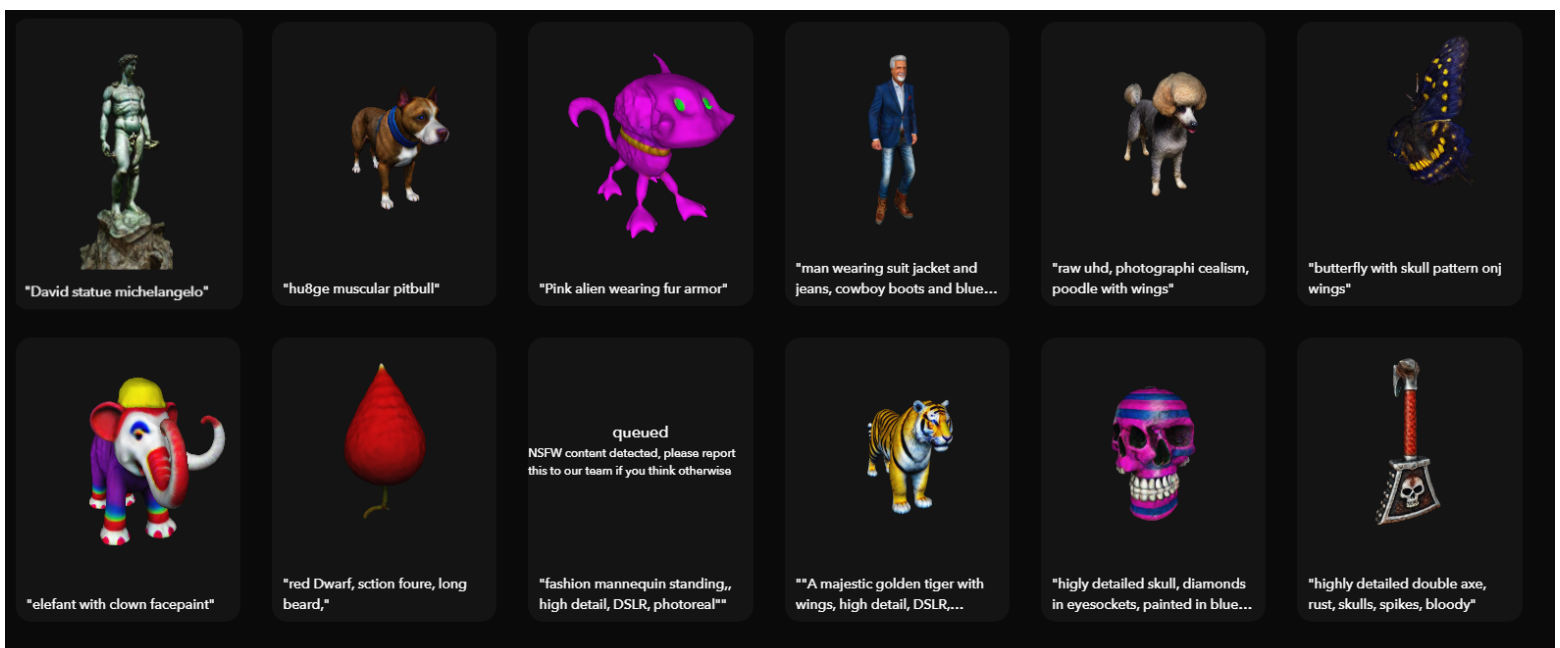 "David statue michelangelo"
"hu8ge muscular pitbull"
"Pink alien wearing fur armor"
"man wearing suit jacket and
jeans, cowboy boots and blue...
"raw uhd, photographi cealism,
poodle with wings"
"butterfly with skull pattern onj
wings"
"elefant with clown facepaint"
"red Dwarf, sction foure, long
beard,"
queued
NSFW content detected, please report
this to our team if you think otherwise
"fashion mannequin standing,,
high detail, DSLR, photoreal""
""A majestic golden tiger with
wings, high detail, DSLR,...
"higly detailed skull, diamonds
in eyesockets, painted in blue...
"highly detailed double axe,
rust, skulls, spikes, bloody"